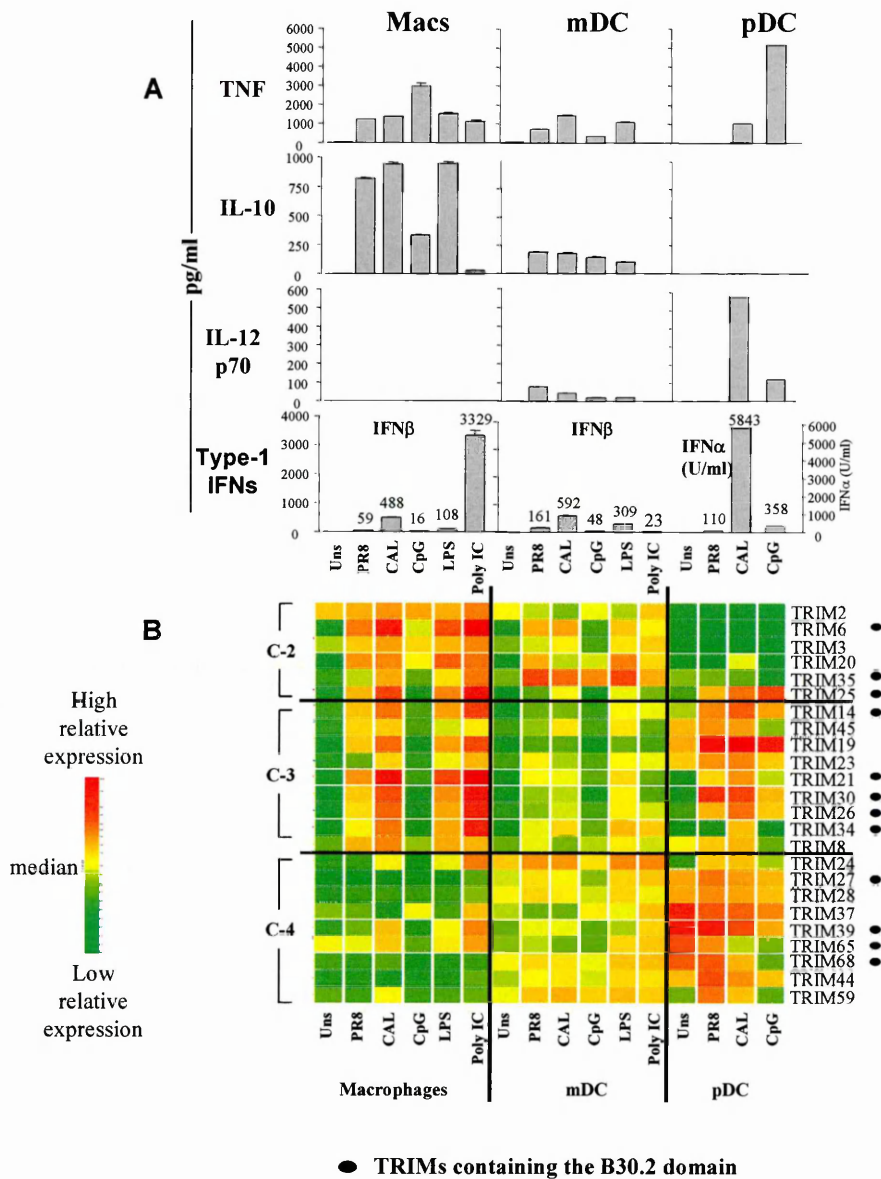 Macs mDC pDC
A
TNF
6000
5000
4000
3000
2000
1000
0
IL-10
1000
750
500
250
0
pg/ml
IL-12
p70
600
500
400
300
200
100
0
Type-1
IFNs
4000
3000
2000
1000
0
IFNβ
59
488
16
108
3329
IFNβ
161
592
48
309
23
IFNα
(U/ml)
110
5843
358
6000
5000
4000
3000
2000
1000
0
IFNα (U/ml)
Uns PR8 CAL CpG LPS Poly IC Uns PR8 CAL CpG LPS Poly IC Uns PR8 CAL CpG
B
High
relative
expression
median
Low
relative
expression
C-2
C-3
C-4
TRIM2
TRIM6
TRIM3
TRIM20
TRIM35
TRIM25
TRIM14
TRIM45
TRIM19
TRIM23
TRIM21
TRIM30
TRIM26
TRIM34
TRIM8
TRIM24
TRIM27
TRIM28
TRIM37
TRIM39
TRIM65
TRIM68
TRIM44
TRIM59
Uns PR8 CAL CpG LPS Poly IC Uns PR8 CAL CpG LPS Poly IC Uns PR8 CAL CpG
Macrophages mDC pDC
TRIMs containing the B30.2 domain